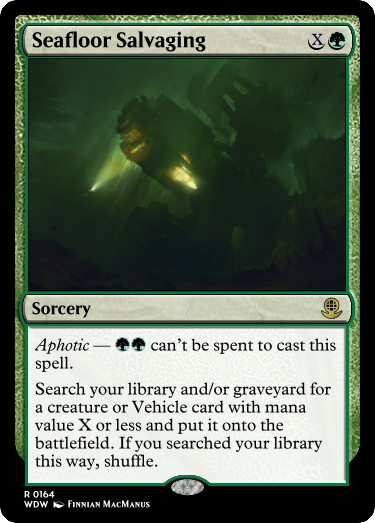 Seafloor Salvaging X
Sorcery
Aphotic — can't be spent to cast this
spell.
Search your library and/or graveyard for
a creature or Vehicle card with mana
value X or less and put it onto the
battlefield. If you searched your library
this way, shuffle.
R 0164
WDW Finnian MacManus